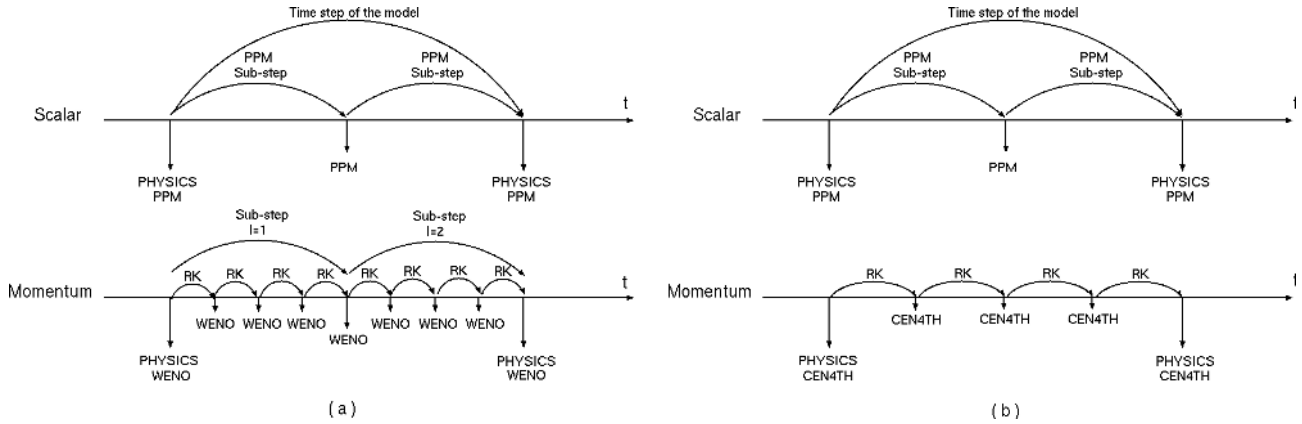 Time step of the model
PPM
Sub-step
PPM
Sub-step
t
Scalar
PPM
PHYSICS
PPM
PHYSICS
PPM
Sub-step
l=1
Sub-step
l=2
RK RK RK RK RK RK RK RK
t
Momentum
WENO WENO WENO WENO WENO WENO WENO
PHYSICS
WENO
PHYSICS
WENO
( a )
Time step of the model
PPM
Sub-step
PPM
Sub-step
t
Scalar
PPM
PHYSICS
PPM
PHYSICS
PPM
RK RK RK RK
t
Momentum
CEN4TH CEN4TH CEN4TH
PHYSICS
CEN4TH
PHYSICS
CEN4TH
( b )